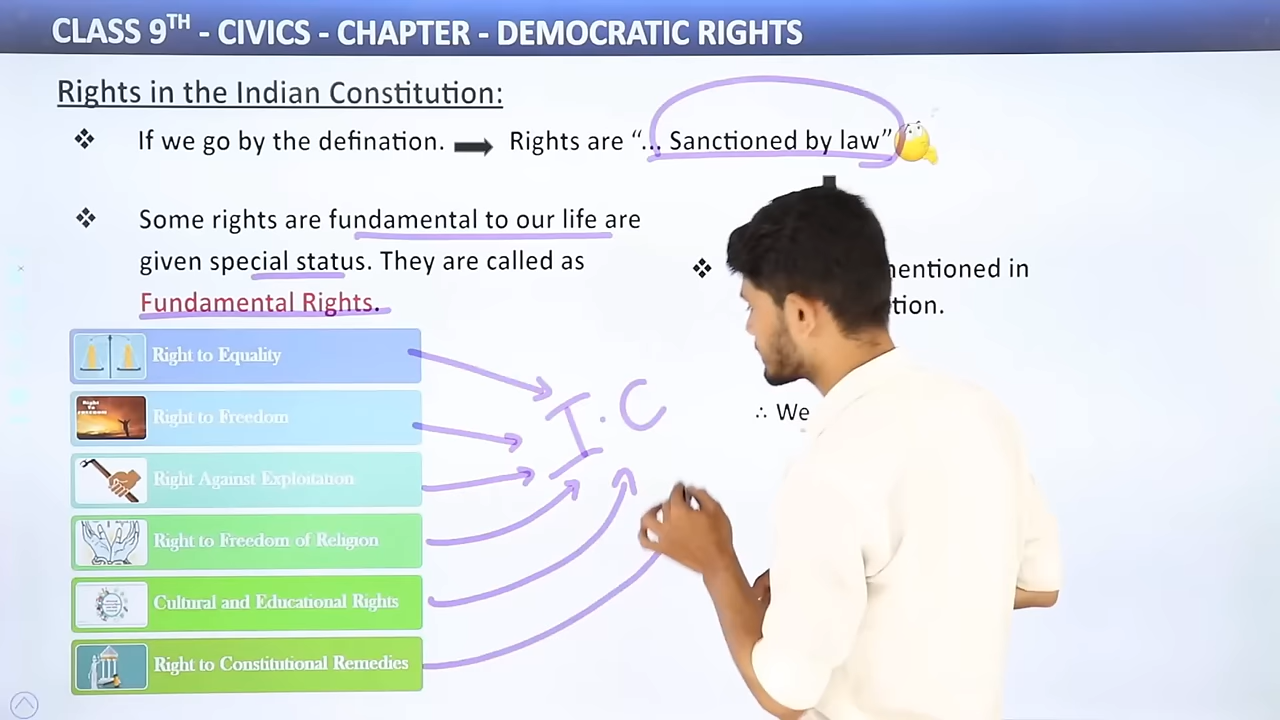 CLASS 9TH - CIVICS - CHAPTER - DEMOCRATIC RIGHTS
Rights in the Indian Constitution:
If we go by the defination. Rights are “... Sanctioned by law”
Some rights are fundamental to our life are
given special status. They are called as
Fundamental Rights.
mentioned in
tion.
∴ We
Right to Equality
Right to Freedom
Right Against Exploitation
Right to Freedom of Religion
Cultural and Educational Rights
Right to Constitutional Remedies
I.C